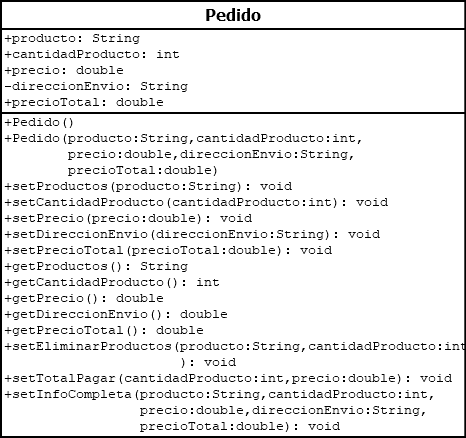 Pedido
+producto: String
+cantidadProducto: int
+precio: double
-direccionEnvio: String
+precioTotal: double
+Pedido()
+Pedido(producto:String,cantidadProducto:int,
precio:double,direccionEnvio:String,
precioTotal:double)
+setProductos(producto:String): void
+setCantidadProducto(cantidadProducto:int): void
+setPrecio(precio:double): void
+setDireccionEnvio(direccionEnvio:String): void
+setPrecioTotal(precioTotal:double): void
+getProductos(): String
+getCantidadProducto(): int
+getPrecio(): double
+getDireccionEnvio(): double
+getPrecioTotal(): double
+setEliminarProductos(producto:String,cantidadProducto:int
): void
+setTotalPagar(cantidadProducto:int,precio:double): void
+setInfoCompleta(producto:String,cantidadProducto:int,
precio:double,direccionEnvio:String,
precioTotal:double): void